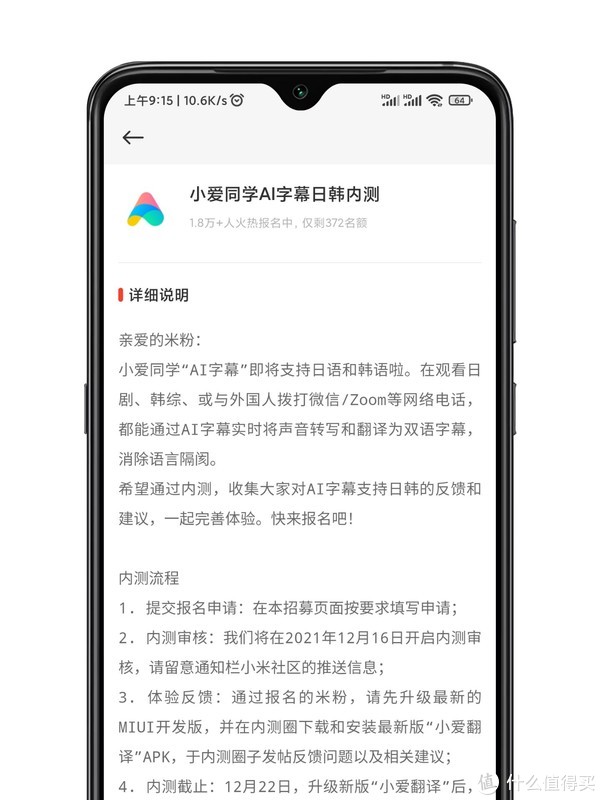 上午9:15 | 10.6K/s
HD HD 64
小爱同学AI字幕日韩内测
1.8万+人火热报名中, 仅剩372名额
详细说明
亲爱的米粉：
小爱同学“AI字幕”即将支持日语和韩语啦。在观看日
剧、韩综、或与外国人拨打微信/Zoom等网络电话，
都能通过AI字幕实时将声音转写和翻译为双语字幕，
消除语言隔阂。
希望通过内测，收集大家对AI字幕支持日韩的反馈和
建议，一起完善体验。快来报名吧！
内测流程
1. 提交报名申请：在本招募页面按要求填写申请；
2. 内测审核：我们将在2021年12月16日开启内测审
核，请留意通知栏小米社区的推送信息；
3. 体验反馈：通过报名的米粉，请先升级最新的
MIUI开发版，并在内测圈下载和安装最新版“小爱翻
译”APK，于内测圈子发帖反馈问题以及相关建议；
4. 内测截止：12月22日，升级新版“小爱翻译”后，
值 什么值得买